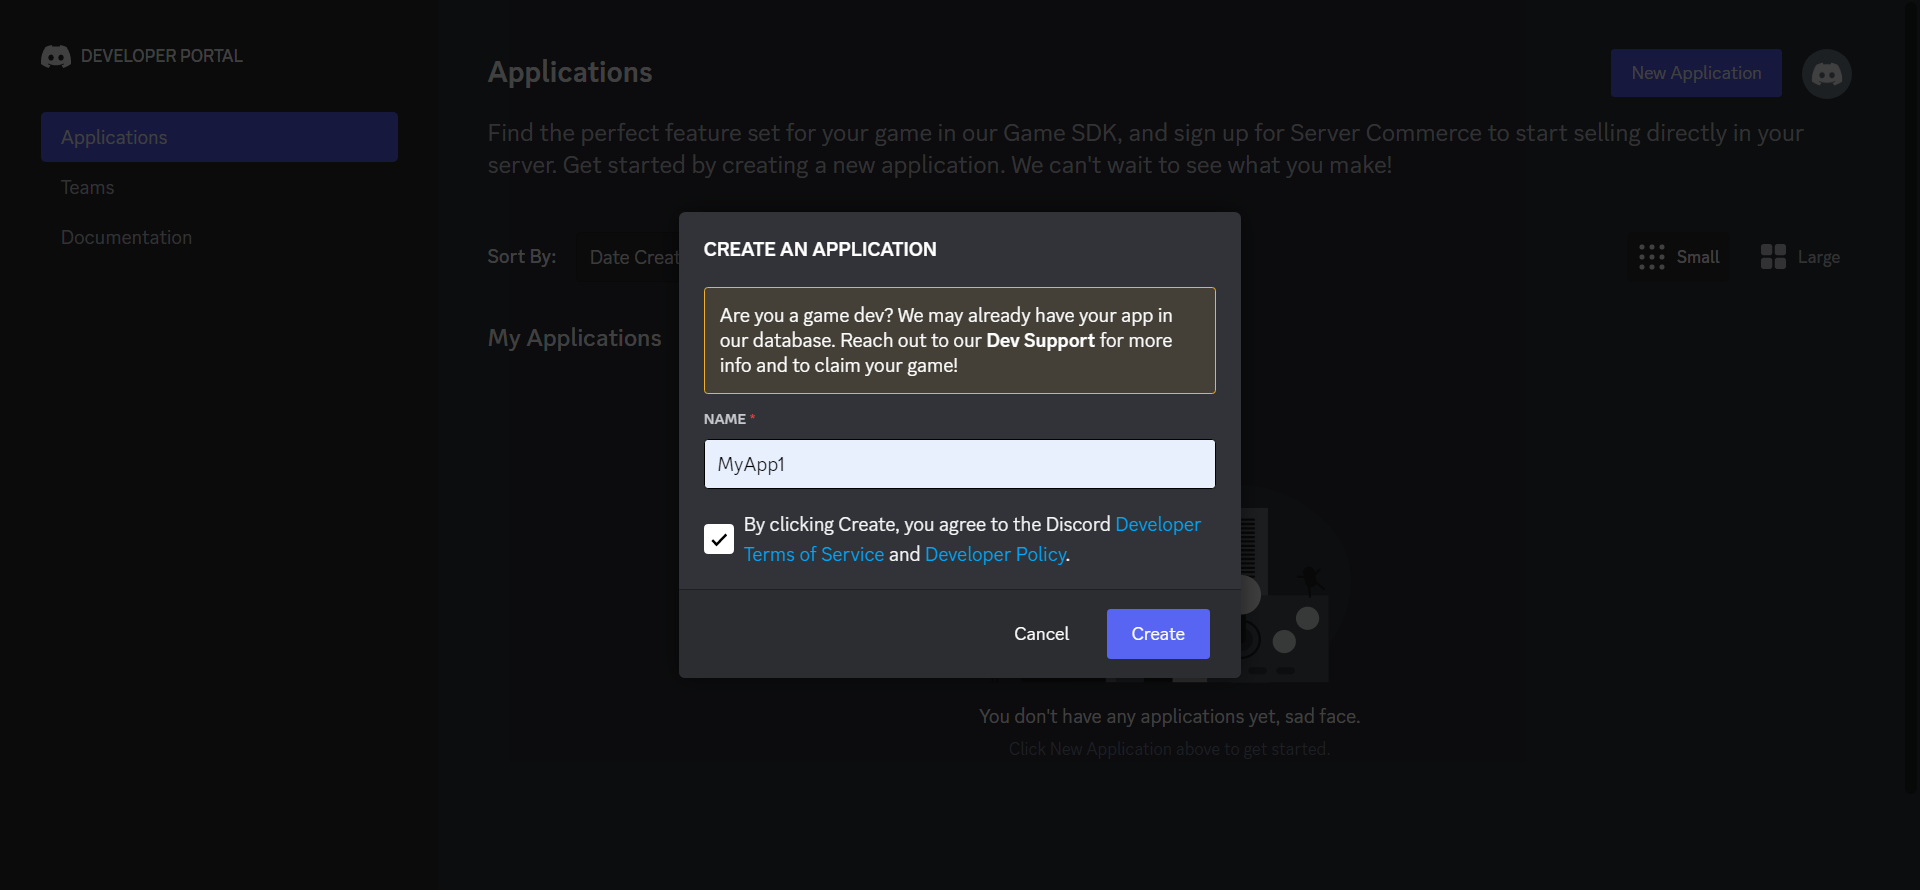 DEVELOPER PORTAL
Applications
Teams
Documentation
Applications
New Application
Find the perfect feature set for your game in our Game SDK, and sign up for Server Commerce to start selling directly in your
server. Get started by creating a new application. We can't wait to see what you make!
Sort By:
Date Creat
Small
Large
My Applications
CREATE AN APPLICATION
Are you a game dev? We may already have your app in
our database. Reach out to our Dev Support for more
info and to claim your game!
NAME *
MyApp1
By clicking Create, you agree to the Discord Developer
Terms of Service and Developer Policy.
Cancel
Create
You don't have any applications yet, sad face.
Click New Application above to get started.